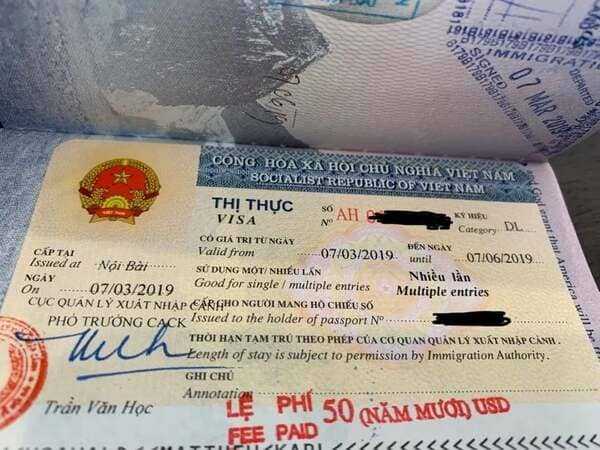 IMMIGRATION
07 MAR 2019
SIGNED
CỘNG HÒA XÃ HỘI CHỦ NGHĨA VIỆT NAM
SOCIALIST REPUBLIC OF VIET NAM
THỊ THỰC
VISA
SỐ
Nº AH
KÝ HIỆU
Category DL
CÓ GIÁ TRỊ TỪ NGÀY
Valid from 07/03/2019
ĐẾN NGÀY
until 07/06/2019
CẤP TẠI
Issued at Nội Bài
SỬ DỤNG MỘT/ NHIỀU LẦN
Good for single / multiple entries
Nhiều lần
Multiple entries
NGÀY
On 07/03/2019
CỤC QUẢN LÝ XUẤT NHẬP CẢNH
CẤP CHO NGƯỜI MANG HỘ CHIẾU SỐ
Issued to the holder of passport Nº
PHÓ TRƯỞNG CACK
THỜI HẠN TẠM TRÚ THEO PHÉP CỦA CƠ QUAN QUẢN LÝ XUẤT NHẬP CẢNH.
Length of stay is subject to permission by Immigration Authority.
GHI CHÚ
Annotation
Trần Văn Học
LỆ PHÍ 50 (NĂM MƯƠI) USD
FEE PAID